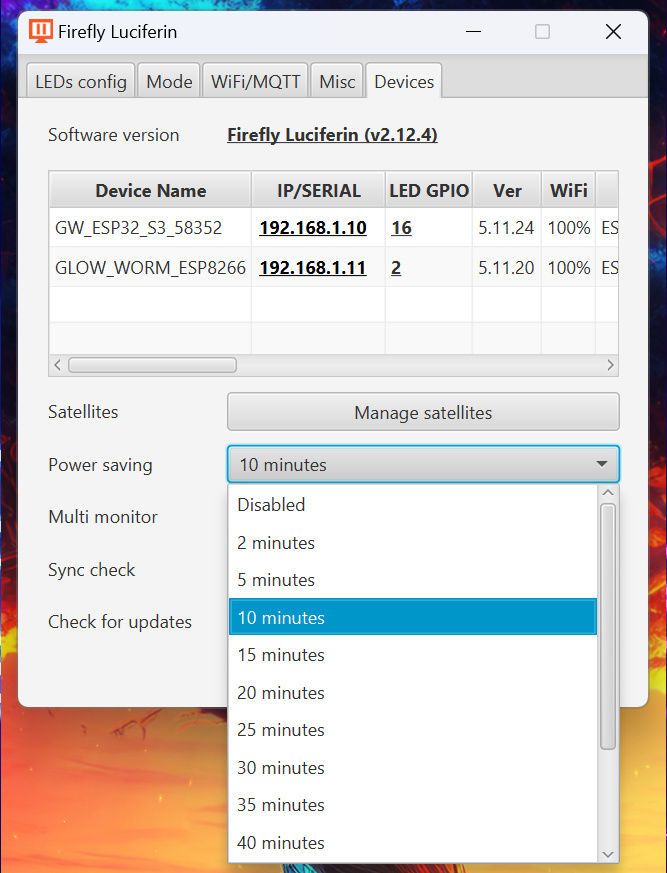 Firefly Luciferin
LEDs config Mode WiFi/MQTT Misc Devices
Software version Firefly Luciferin (v2.12.4)
Device Name IP/SERIAL LED GPIO Ver WiFi
GW_ESP32_S3_58352 192.168.1.10 16 5.11.24 100% ES
GLOW_WORM_ESP8266 192.168.1.11 2 5.11.20 100% ES
Satellites Manage satellites
Power saving 10 minutes
Disabled
Multi monitor
2 minutes
5 minutes
Sync check
10 minutes
Check for updates
15 minutes
20 minutes
25 minutes
30 minutes
35 minutes
40 minutes